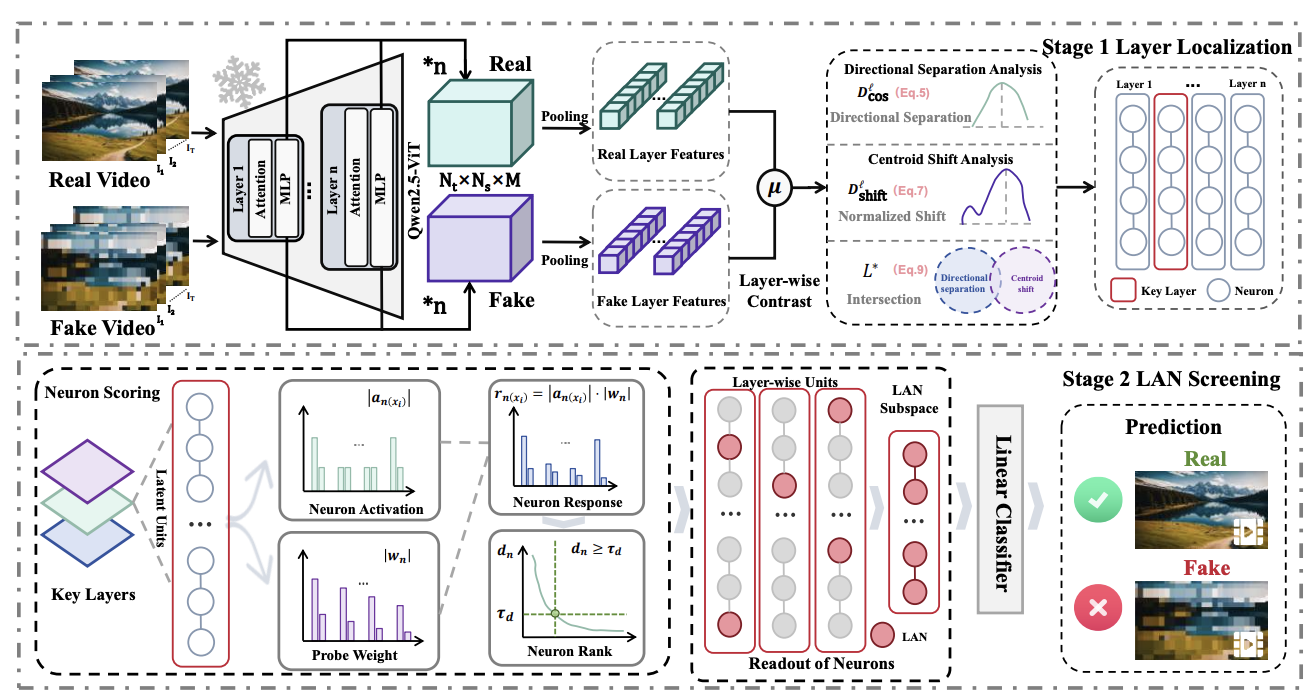 Stage 1 Layer Localization
Real Video
I₁
I₂
I_T
Fake Video
I₁
I₂
I_T
Layer 1
Attention
MLP
...
Layer n
Attention
MLP
Qwen2.5-ViT
*n
Real
N_t×N_s×M
*n
Fake
Pooling
Pooling
...
Real Layer Features
...
Fake Layer Features
μ
Layer-wise
Contrast
Directional Separation Analysis
D^ℓ_cos (Eq.5)
Directional Separation
Centroid Shift Analysis
D^ℓ_shift (Eq.7)
Normalized Shift
L* (Eq.9)
Intersection
Directional
separation
Centroid
shift
Layer 1 ... Layer n
Key Layer
Neuron
Stage 2 LAN Screening
Neuron Scoring
Key Layers
Latent Units
...
|a_n(x_i)|
...
Neuron Activation
|w_n|
...
Probe Weight
r_n(x_i) = |a_n(x_i)| · |w_n|
...
Neuron Response
d_n
d_n ≥ τ_d
τ_d
Neuron Rank
Layer-wise Units
... ... ...
LAN
Subspace
...
LAN
Readout of Neurons
Linear Classifier
Prediction
Real
Fake